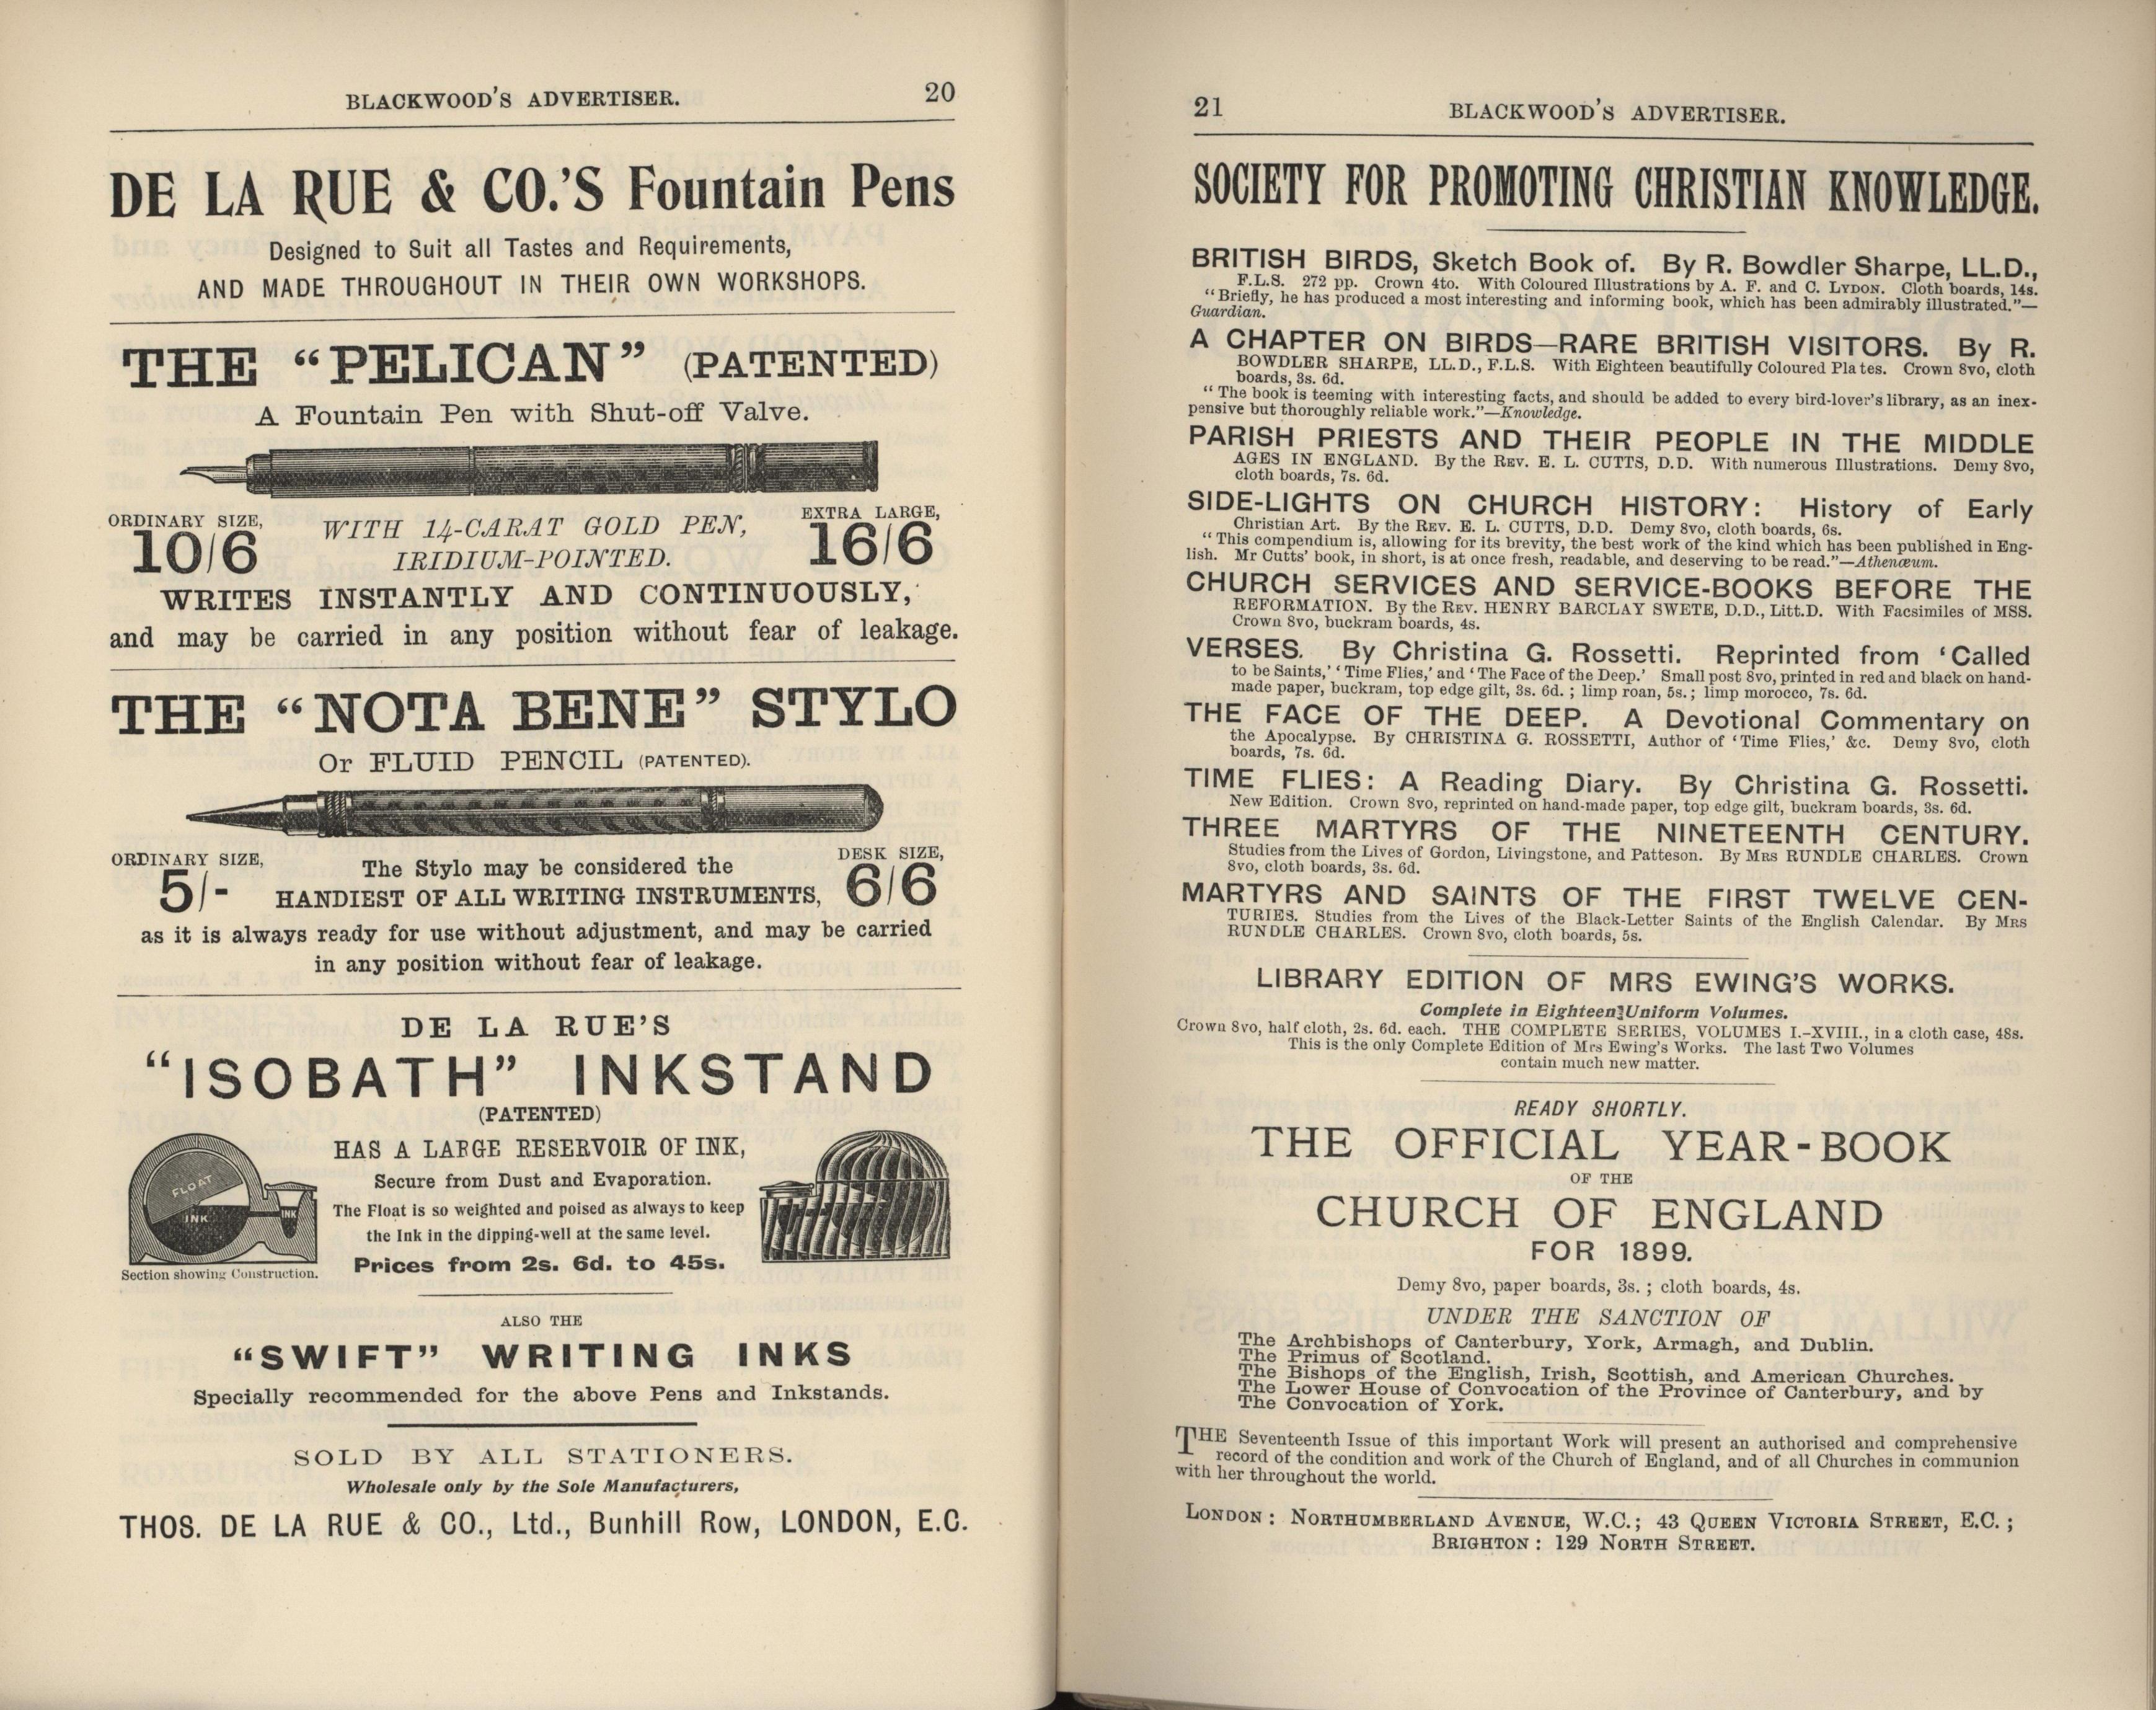 BLACKWOOD'S ADVERTISER. 20
DE LA RUE & CO.'S Fountain Pens
Designed to Suit all Tastes and Requirements,
AND MADE THROUGHOUT IN THEIR OWN WORKSHOPS.
THE "PELICAN" (PATENTED)
A Fountain Pen with Shut-off Valve.
ORDINARY SIZE,
10/6
WITH 14-CARAT GOLD PEN,
IRIDIUM-POINTED.
EXTRA LARGE,
16/6
WRITES INSTANTLY AND CONTINUOUSLY,
and may be carried in any position without fear of leakage.
THE "NOTA BENE" STYLO
Or FLUID PENCIL (PATENTED).
ORDINARY SIZE,
5/-
The Stylo may be considered the
HANDIEST OF ALL WRITING INSTRUMENTS,
DESK SIZE,
6/6
as it is always ready for use without adjustment, and may be carried
in any position without fear of leakage.
DE LA RUE'S
"ISOBATH" INKSTAND
(PATENTED)
FLOAT
INK
INK
Section showing Construction.
HAS A LARGE RESERVOIR OF INK,
Secure from Dust and Evaporation.
The Float is so weighted and poised as always to keep
the Ink in the dipping-well at the same level.
Prices from 2s. 6d. to 45s.
ALSO THE
"SWIFT" WRITING INKS
Specially recommended for the above Pens and Inkstands.
SOLD BY ALL STATIONERS.
Wholesale only by the Sole Manufacturers,
THOS. DE LA RUE & CO., Ltd., Bunhill Row, LONDON, E.C.
21 BLACKWOOD'S ADVERTISER.
SOCIETY FOR PROMOTING CHRISTIAN KNOWLEDGE.
BRITISH BIRDS, Sketch Book of. By R. Bowdler Sharpe, LL.D.,
F.L.S. 272 pp. Crown 4to. With Coloured Illustrations by A. F. and C. LYDON. Cloth boards, 14s.
"Briefly, he has produced a most interesting and informing book, which has been admirably illustrated."—
Guardian.
A CHAPTER ON BIRDS—RARE BRITISH VISITORS. By R.
BOWDLER SHARPE, LL.D., F.L.S. With Eighteen beautifully Coloured Plates. Crown 8vo, cloth
boards, 3s. 6d.
"The book is teeming with interesting facts, and should be added to every bird-lover's library, as an inex-
pensive but thoroughly reliable work."—Knowledge.
PARISH PRIESTS AND THEIR PEOPLE IN THE MIDDLE
AGES IN ENGLAND. By the REV. E. L. CUTTS, D.D. With numerous Illustrations. Demy 8vo,
cloth boards, 7s. 6d.
SIDE-LIGHTS ON CHURCH HISTORY: History of Early
Christian Art. By the REV. E. L. CUTTS, D.D. Demy 8vo, cloth boards, 6s.
"This compendium is, allowing for its brevity, the best work of the kind which has been published in Eng-
lish. Mr Cutts' book, in short, is at once fresh, readable, and deserving to be read."—Athenæum.
CHURCH SERVICES AND SERVICE-BOOKS BEFORE THE
REFORMATION. By the REV. HENRY BARCLAY SWETE, D.D., Litt.D. With Facsimiles of MSS.
Crown 8vo, buckram boards, 4s.
VERSES. By Christina G. Rossetti. Reprinted from 'Called
to be Saints,' 'Time Flies,' and 'The Face of the Deep.' Small post 8vo, printed in red and black on hand-
made paper, buckram, top edge gilt, 3s. 6d. ; limp roan, 5s. ; limp morocco, 7s. 6d.
THE FACE OF THE DEEP. A Devotional Commentary on
the Apocalypse. By CHRISTINA G. ROSSETTI, Author of 'Time Flies,' &c. Demy 8vo, cloth
boards, 7s. 6d.
TIME FLIES: A Reading Diary. By Christina G. Rossetti.
New Edition. Crown 8vo, reprinted on hand-made paper, top edge gilt, buckram boards, 3s. 6d.
THREE MARTYRS OF THE NINETEENTH CENTURY.
Studies from the Lives of Gordon, Livingstone, and Patteson. By MRS RUNDLE CHARLES. Crown
8vo, cloth boards, 3s. 6d.
MARTYRS AND SAINTS OF THE FIRST TWELVE CEN-
TURIES. Studies from the Lives of the Black-Letter Saints of the English Calendar. By MRS
RUNDLE CHARLES. Crown 8vo, cloth boards, 5s.
LIBRARY EDITION OF MRS EWING'S WORKS.
Complete in Eighteen Uniform Volumes.
Crown 8vo, half cloth, 2s. 6d. each. THE COMPLETE SERIES, VOLUMES I.-XVIII., in a cloth case, 48s.
This is the only Complete Edition of Mrs Ewing's Works. The last Two Volumes
contain much new matter.
READY SHORTLY.
THE OFFICIAL YEAR-BOOK
OF THE
CHURCH OF ENGLAND
FOR 1899.
Demy 8vo, paper boards, 3s. ; cloth boards, 4s.
UNDER THE SANCTION OF
The Archbishops of Canterbury, York, Armagh, and Dublin.
The Primus of Scotland.
The Bishops of the English, Irish, Scottish, and American Churches.
The Lower House of Convocation of the Province of Canterbury, and by
The Convocation of York.
THE Seventeenth Issue of this important Work will present an authorised and comprehensive
record of the condition and work of the Church of England, and of all Churches in communion
with her throughout the world.
LONDON : NORTHUMBERLAND AVENUE, W.C. ; 43 QUEEN VICTORIA STREET, E.C. ;
BRIGHTON : 129 NORTH STREET.